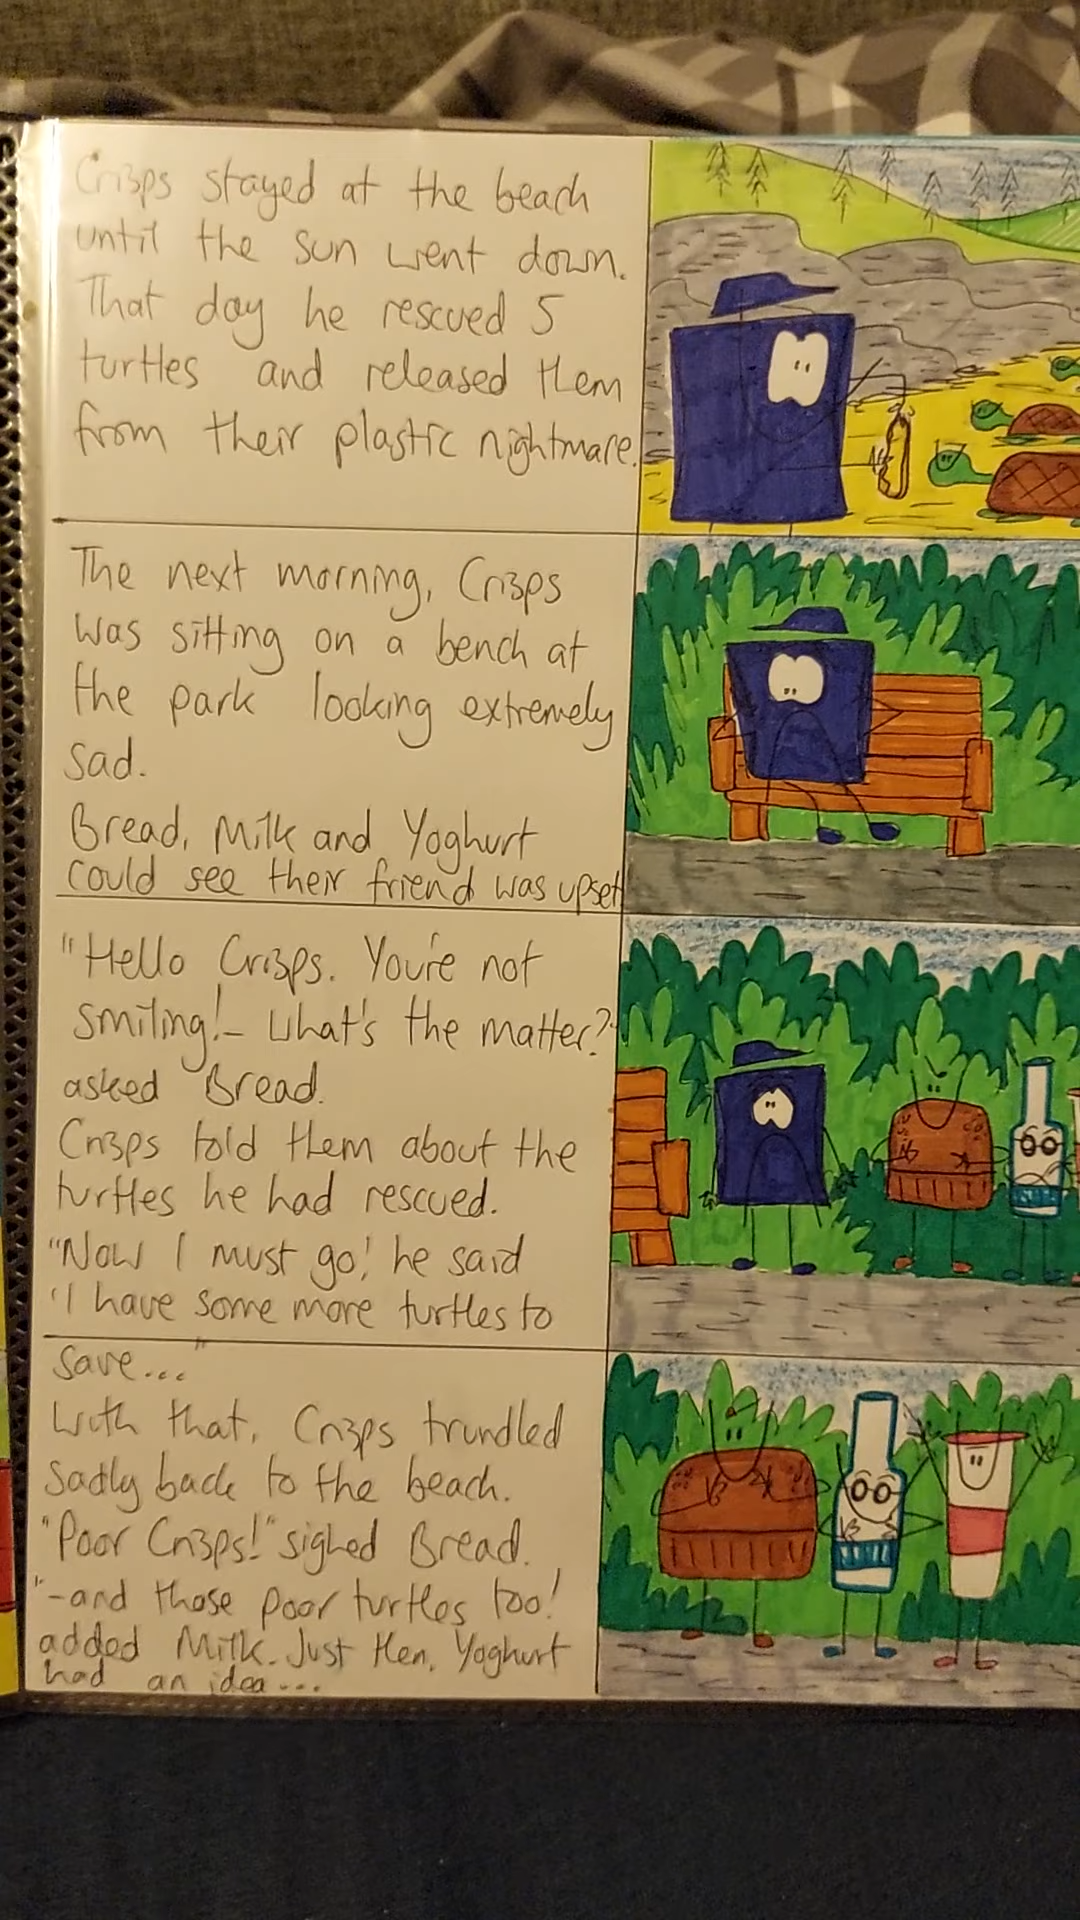 Crisps stayed at the beach
until the sun went down.
That day he rescued 5
turtles and released them
from their plastic nightmare.
The next morning, Crisps
was sitting on a bench at
the park looking extremely
sad.
Bread, Milk and Yoghurt
could see their friend was upset
"Hello Crisps. You're not
smiling!- What's the matter?"
asked Bread.
Crisps told them about the
turtles he had rescued.
"Now I must go! he said
'I have some more turtles to
save..."
With that, Crisps trundled
sadly back to the beach.
"Poor Crisps!" sighed Bread.
"-and those poor turtles too!
added Milk. Just then, Yoghurt
had an idea...